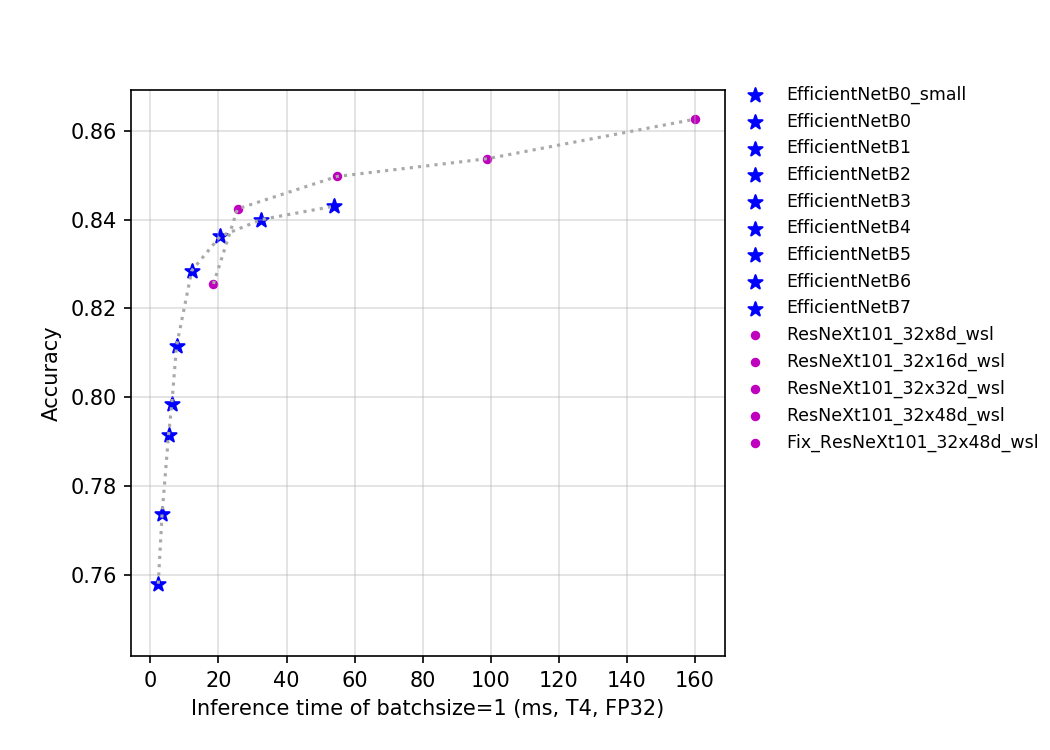 EfficientNetB0_small
EfficientNetB0
EfficientNetB1
EfficientNetB2
EfficientNetB3
EfficientNetB4
EfficientNetB5
EfficientNetB6
EfficientNetB7
ResNeXt101_32x8d_wsl
ResNeXt101_32x16d_wsl
ResNeXt101_32x32d_wsl
ResNeXt101_32x48d_wsl
Fix_ResNeXt101_32x48d_wsl
0.86
0.84
0.82
0.80
0.78
0.76
Accuracy
0 20 40 60 80 100 120 140 160
Inference time of batchsize=1 (ms, T4, FP32)